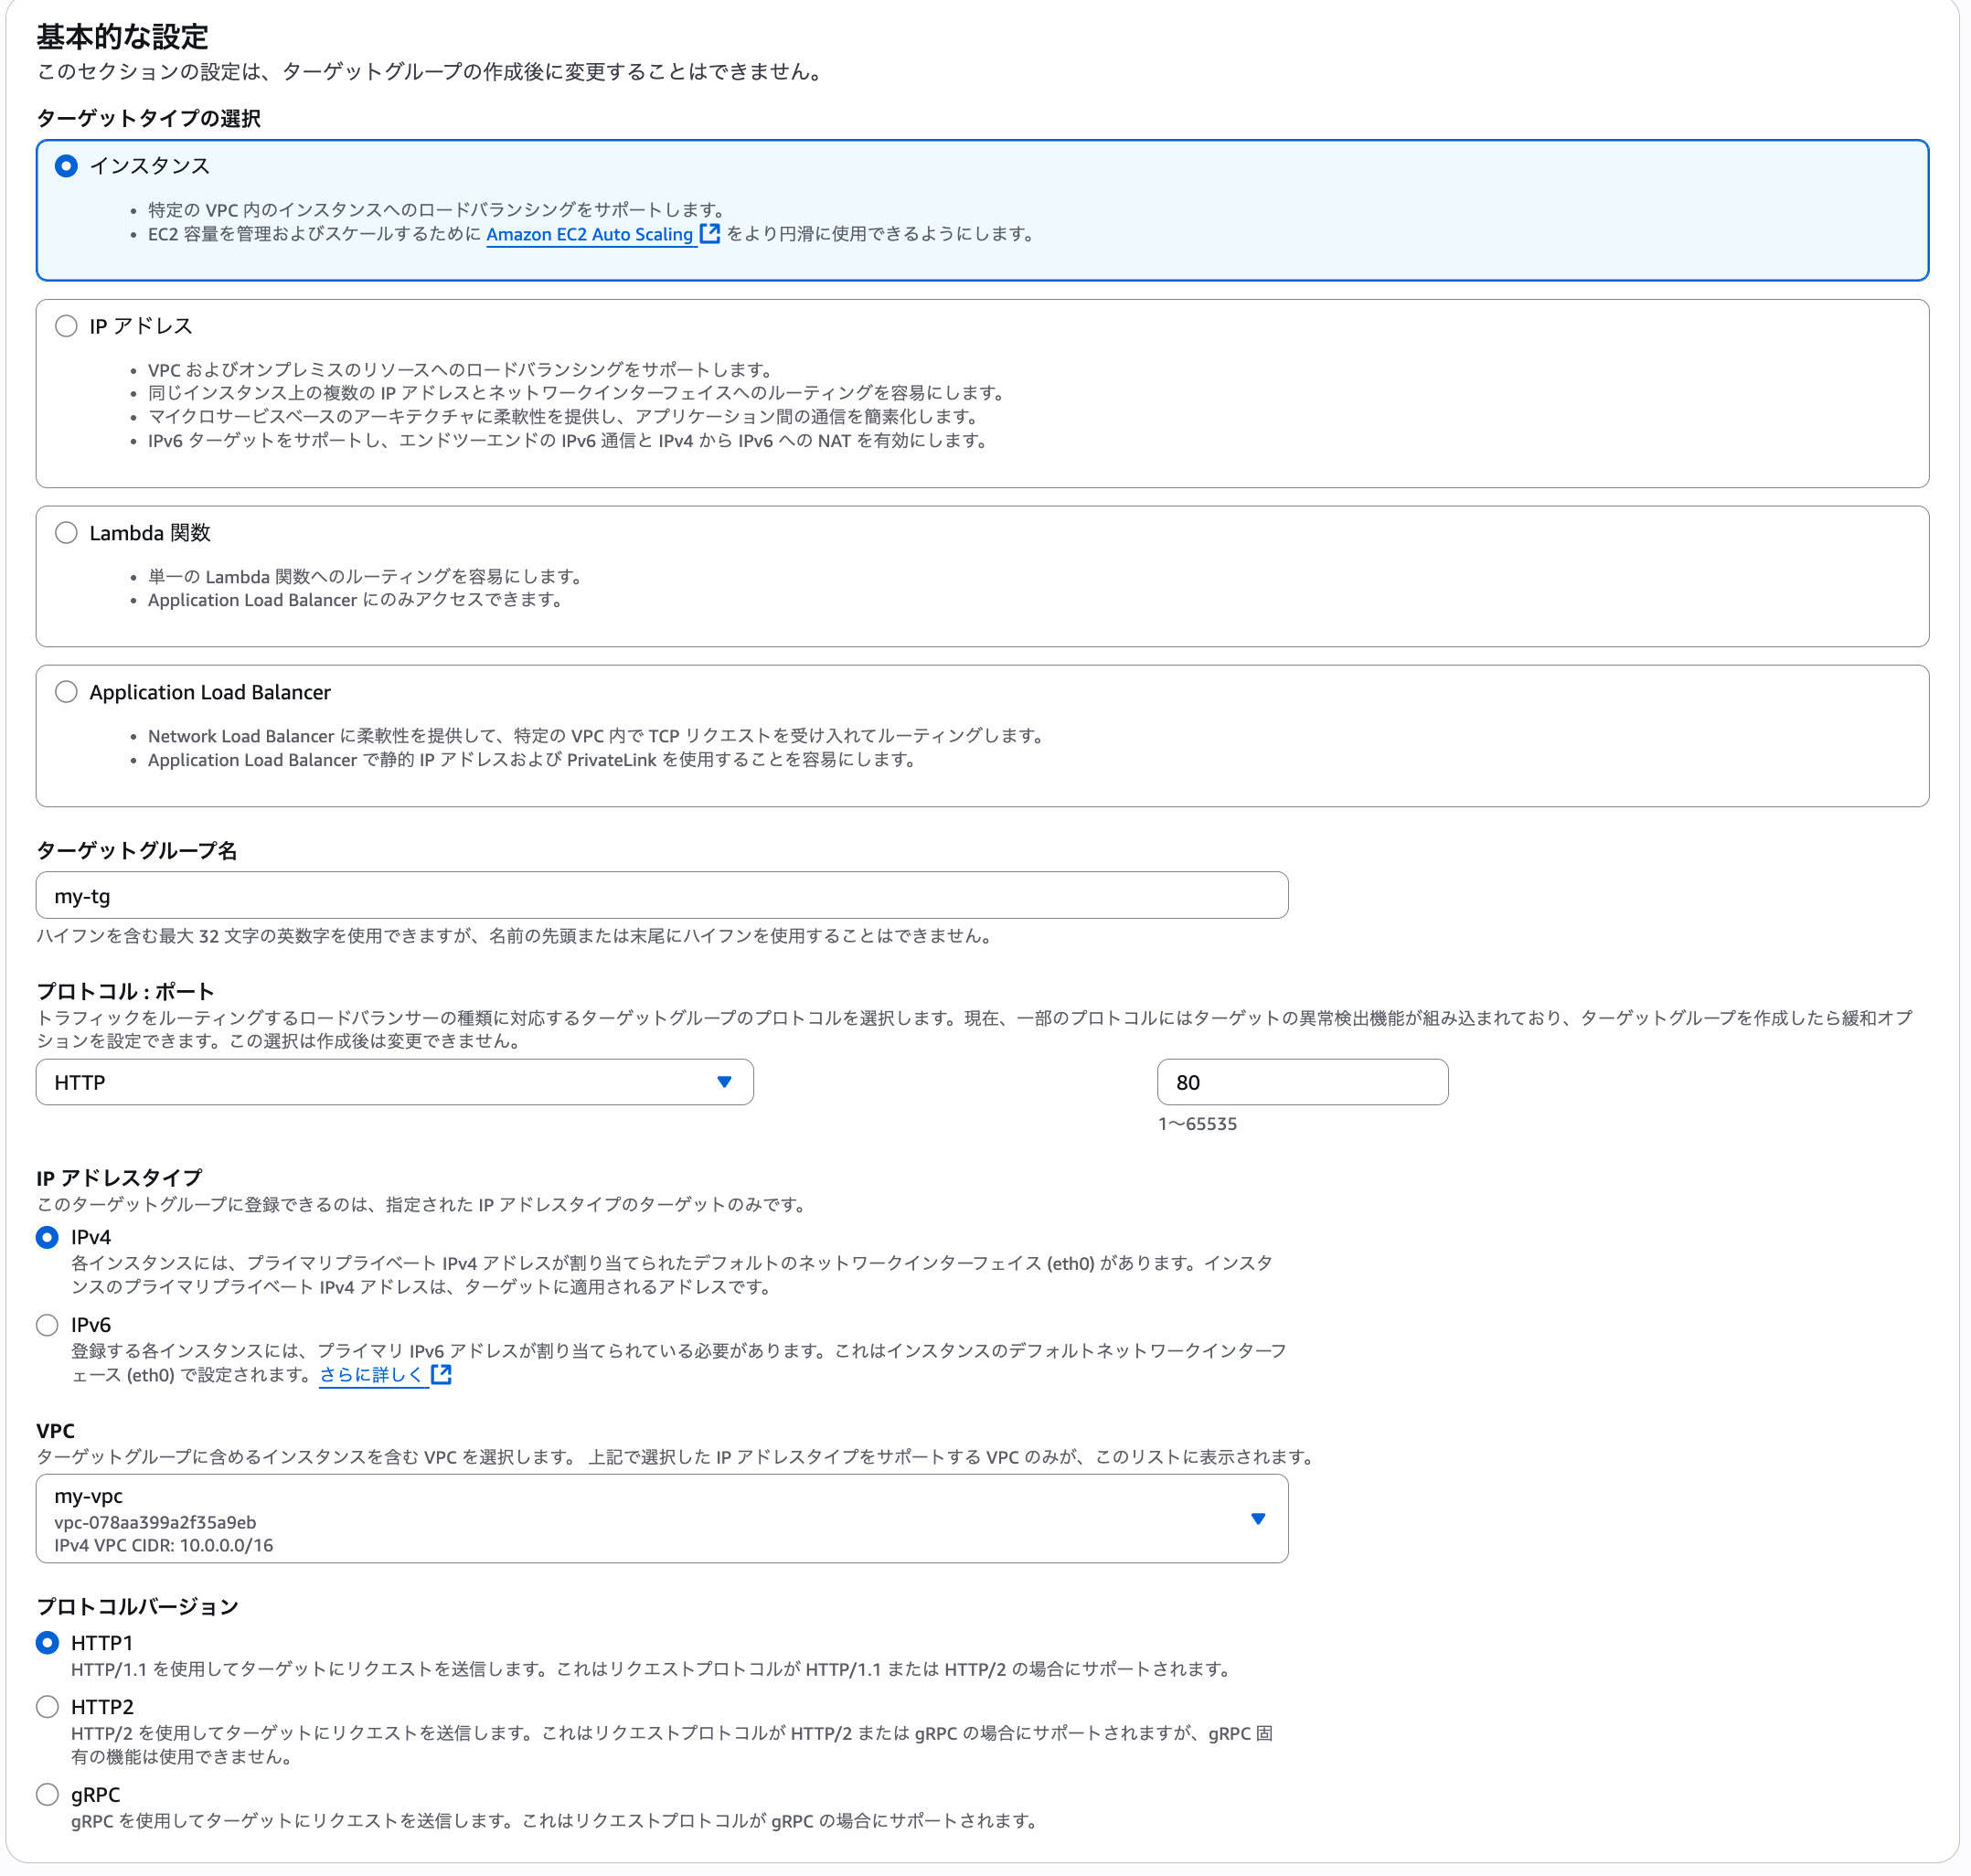 基本的な設定
このセクションの設定は、ターゲットグループの作成後に変更することはできません。
ターゲットタイプの選択
インスタンス
• 特定の VPC 内のインスタンスへのロードバランシングをサポートします。
• EC2 容量を管理およびスケールするために Amazon EC2 Auto Scaling をより円滑に使用できるようにします。
IP アドレス
• VPC およびオンプレミスのリソースへのロードバランシングをサポートします。
• 同じインスタンス上の複数の IP アドレスとネットワークインターフェイスへのルーティングを容易にします。
• マイクロサービスベースのアーキテクチャに柔軟性を提供し、アプリケーション間の通信を簡素化します。
• IPv6 ターゲットをサポートし、エンドツーエンドの IPv6 通信と IPv4 から IPv6 への NAT を有効にします。
Lambda 関数
• 単一の Lambda 関数へのルーティングを容易にします。
• Application Load Balancer にのみアクセスできます。
Application Load Balancer
• Network Load Balancer に柔軟性を提供して、特定の VPC 内で TCP リクエストを受け入れてルーティングします。
• Application Load Balancer で静的 IP アドレスおよび PrivateLink を使用することを容易にします。
ターゲットグループ名
my-tg
ハイフンを含む最大 32 文字の英数字を使用できますが、名前の先頭または末尾にハイフンを使用することはできません。
プロトコル : ポート
トラフィックをルーティングするロードバランサーの種類に対応するターゲットグループのプロトコルを選択します。現在、一部のプロトコルにはターゲットの異常検出機能が組み込まれており、ターゲットグループを作成したら緩和オプ
ションを設定できます。この選択は作成後は変更できません。
HTTP
80
1～65535
IP アドレスタイプ
このターゲットグループに登録できるのは、指定された IP アドレスタイプのターゲットのみです。
IPv4
各インスタンスには、プライマリプライベート IPv4 アドレスが割り当てられたデフォルトのネットワークインターフェイス (eth0) があります。インスタ
ンスのプライマリプライベート IPv4 アドレスは、ターゲットに適用されるアドレスです。
IPv6
登録する各インスタンスには、プライマリ IPv6 アドレスが割り当てられている必要があります。これはインスタンスのデフォルトネットワークインターフ
ェース (eth0) で設定されます。さらに詳しく
VPC
ターゲットグループに含めるインスタンスを含む VPC を選択します。 上記で選択した IP アドレスタイプをサポートする VPC のみが、このリストに表示されます。
my-vpc
vpc-078aa399a2f35a9eb
IPv4 VPC CIDR: 10.0.0.0/16
プロトコルバージョン
HTTP1
HTTP/1.1 を使用してターゲットにリクエストを送信します。これはリクエストプロトコルが HTTP/1.1 または HTTP/2 の場合にサポートされます。
HTTP2
HTTP/2 を使用してターゲットにリクエストを送信します。これはリクエストプロトコルが HTTP/2 または gRPC の場合にサポートされますが、gRPC 固
有の機能は使用できません。
gRPC
gRPC を使用してターゲットにリクエストを送信します。これはリクエストプロトコルが gRPC の場合にサポートされます。